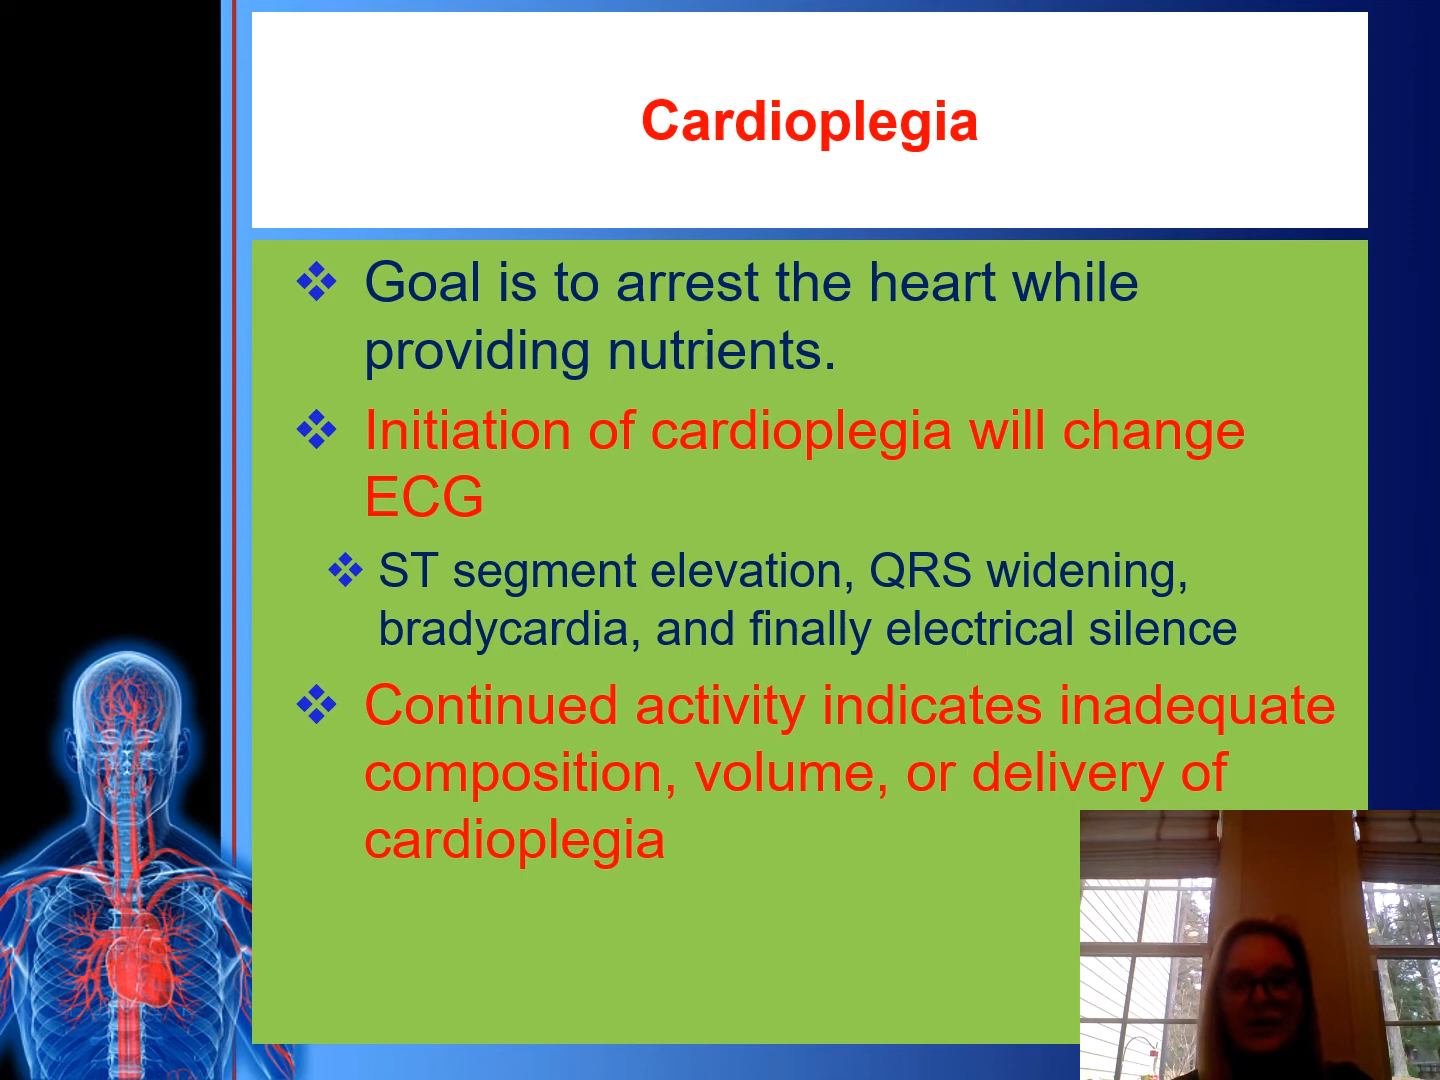 Cardioplegia
Goal is to arrest the heart while
providing nutrients.
Initiation of cardioplegia will change
ECG
ST segment elevation, QRS widening,
bradycardia, and finally electrical silence
Continued activity indicates inadequate
composition, volume, or delivery of
cardioplegia